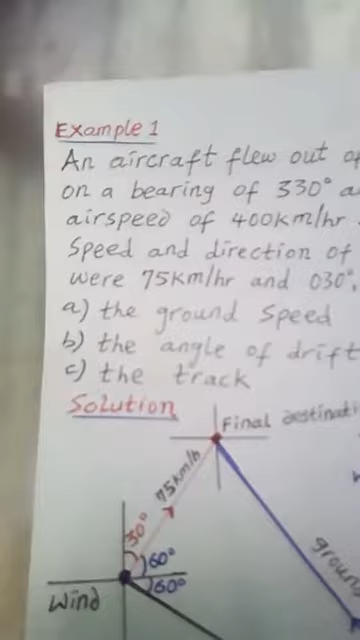 Example 1
An aircraft flew out
on a bearing of 330°
airspeed of 400km/hr
Speed and direction of
were 75km/hr and 030°.
a) the ground Speed
b) the angle of drift
c) the track
Solution
Final destinati
75km/h
30°
60°
60°
Wind
groun